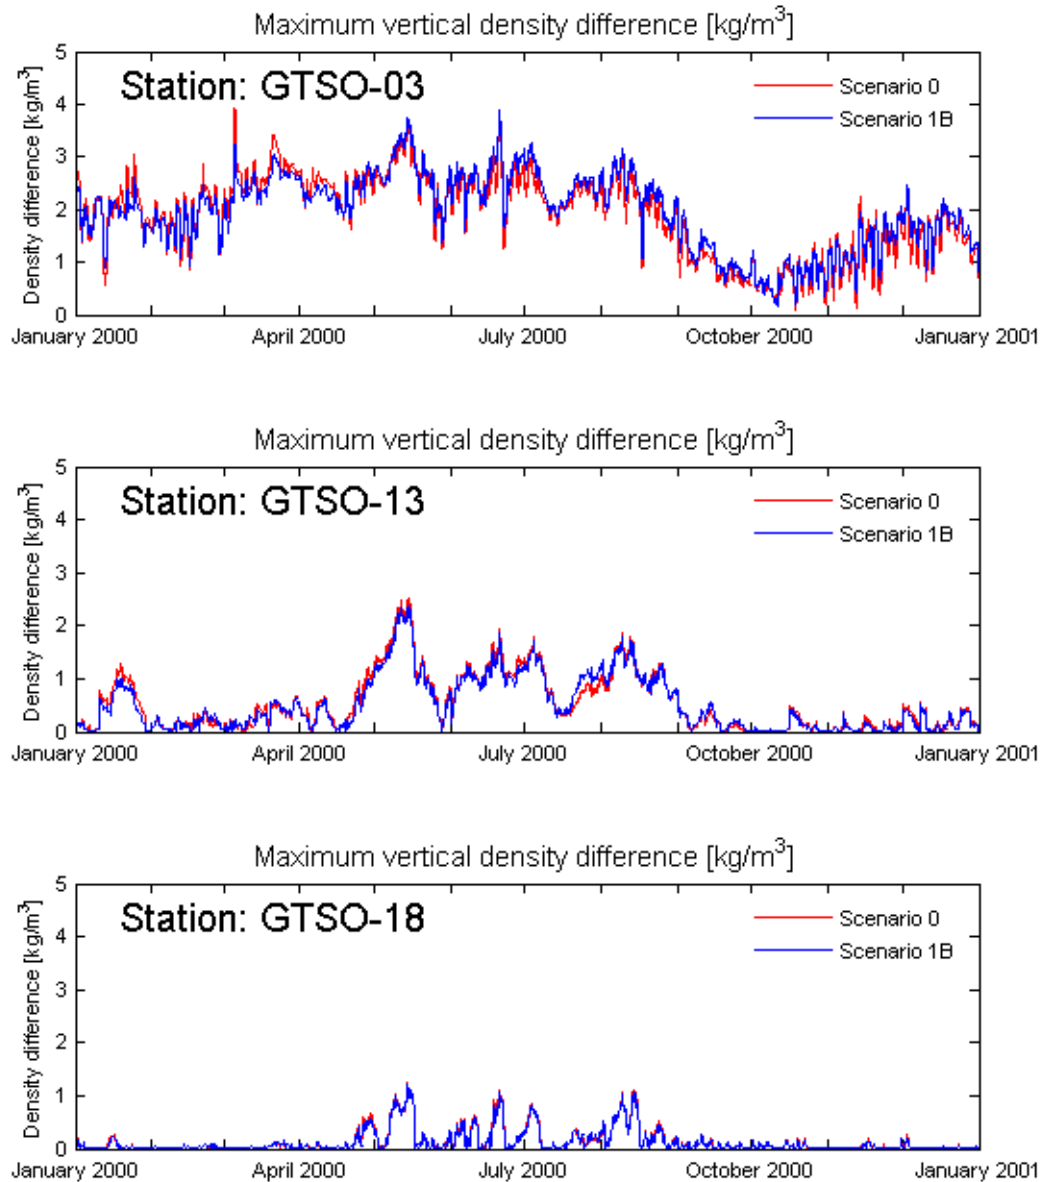 Maximum vertical density difference [kg/m³]
Station: GTSO-03
Scenario 0
Scenario 1B
Density difference [kg/m³]
5
4
3
2
1
0
January 2000 April 2000 July 2000 October 2000 January 2001
Maximum vertical density difference [kg/m³]
Station: GTSO-13
Scenario 0
Scenario 1B
Density difference [kg/m³]
5
4
3
2
1
0
January 2000 April 2000 July 2000 October 2000 January 2001
Maximum vertical density difference [kg/m³]
Station: GTSO-18
Scenario 0
Scenario 1B
Density difference [kg/m³]
5
4
3
2
1
0
January 2000 April 2000 July 2000 October 2000 January 2001